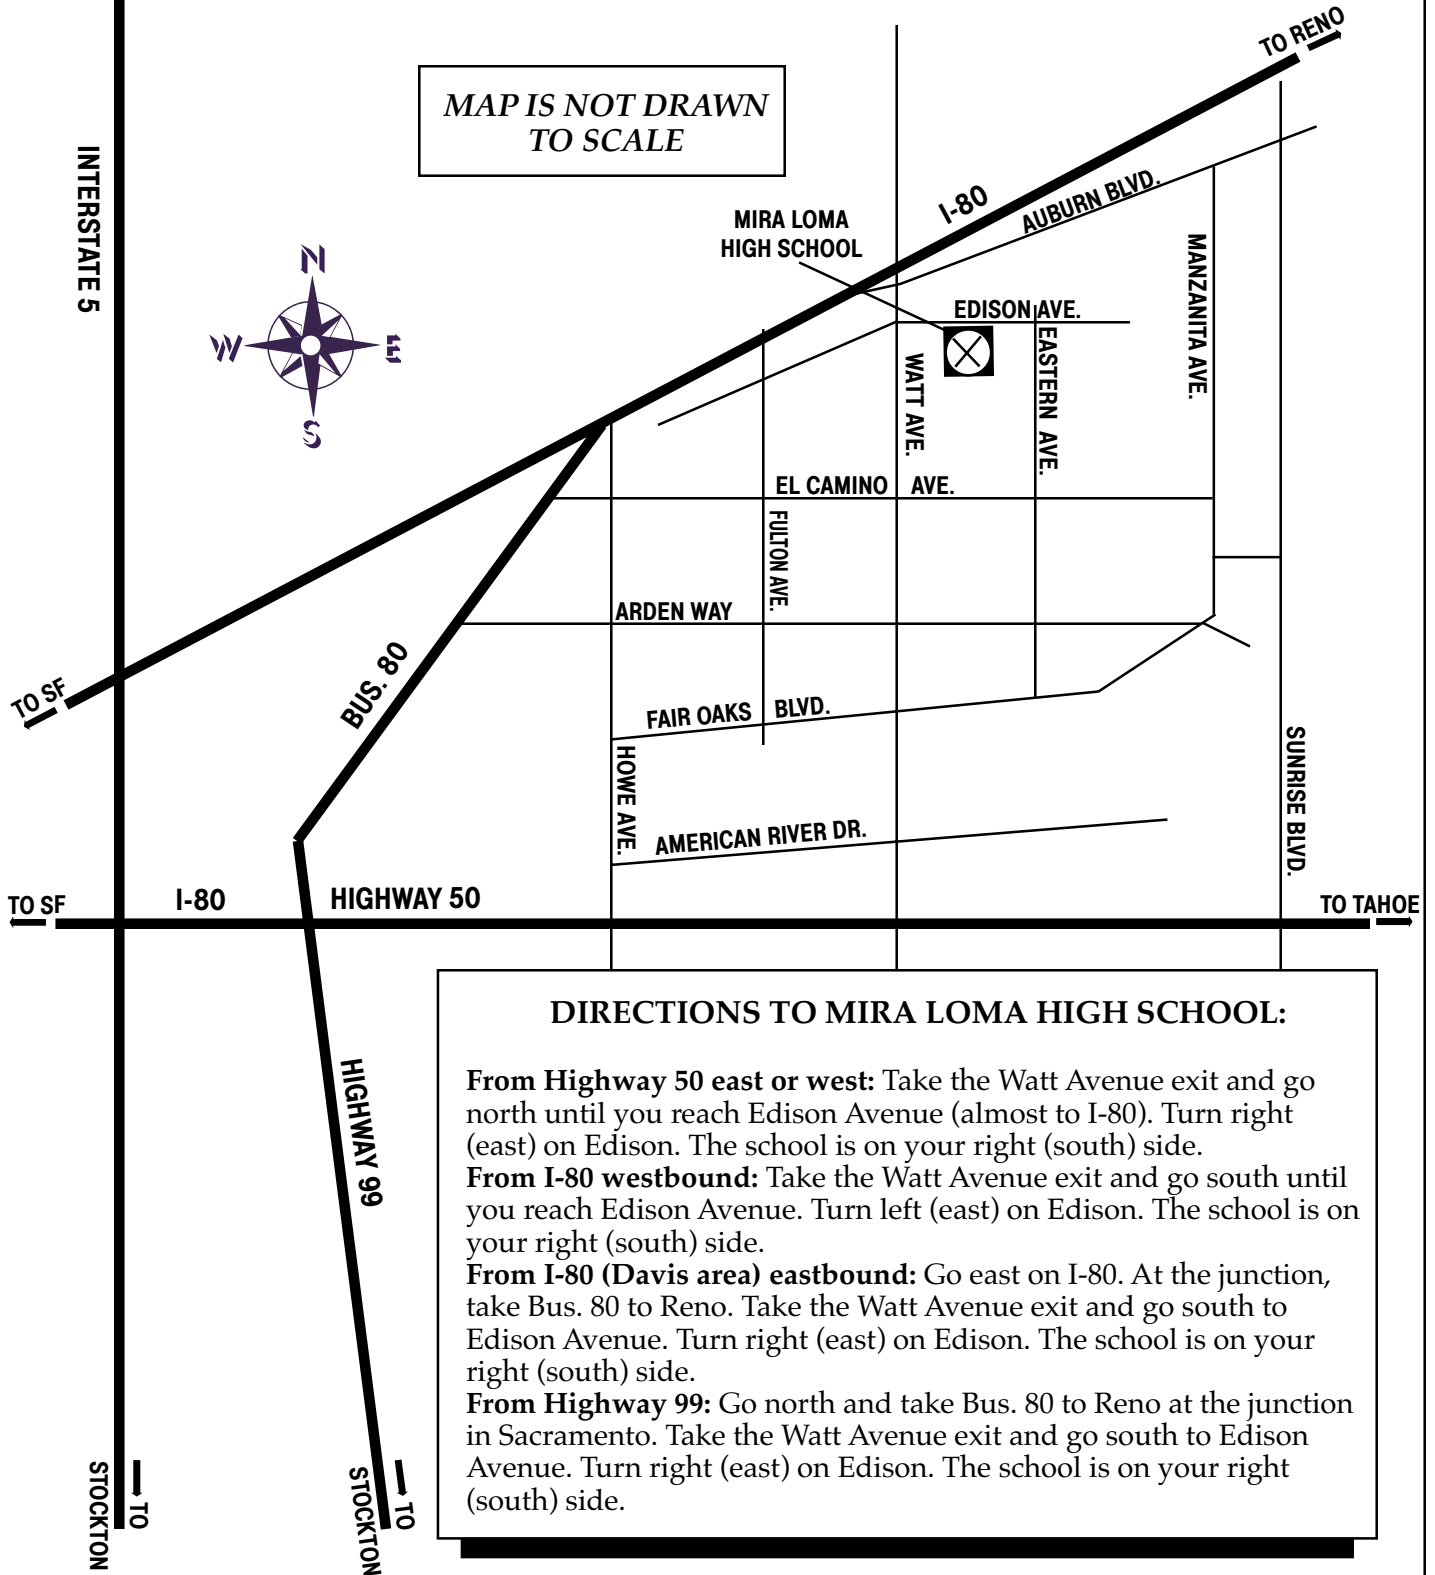 TO RENO
MAP IS NOT DRAWN
TO SCALE
INTERSTATE 5
I-80
AUBURN BLVD.
MIRA LOMA
HIGH SCHOOL
MANZANITA AVE.
N
W
E
S
EDISON AVE.
WATT AVE.
EASTERN AVE.
EL CAMINO AVE.
FULTON AVE.
ARDEN WAY
BUS. 80
TO SF
FAIR OAKS BLVD.
HOWE AVE.
SUNRISE BLVD.
AMERICAN RIVER DR.
TO SF
I-80
HIGHWAY 50
TO TAHOE
HIGHWAY 99
TO
STOCKTON
TO
STOCKTON
DIRECTIONS TO MIRA LOMA HIGH SCHOOL:
From Highway 50 east or west: Take the Watt Avenue exit and go
north until you reach Edison Avenue (almost to I-80). Turn right
(east) on Edison. The school is on your right (south) side.
From I-80 westbound: Take the Watt Avenue exit and go south until
you reach Edison Avenue. Turn left (east) on Edison. The school is on
your right (south) side.
From I-80 (Davis area) eastbound: Go east on I-80. At the junction,
take Bus. 80 to Reno. Take the Watt Avenue exit and go south to
Edison Avenue. Turn right (east) on Edison. The school is on your
right (south) side.
From Highway 99: Go north and take Bus. 80 to Reno at the junction
in Sacramento. Take the Watt Avenue exit and go south to Edison
Avenue. Turn right (east) on Edison. The school is on your right
(south) side.